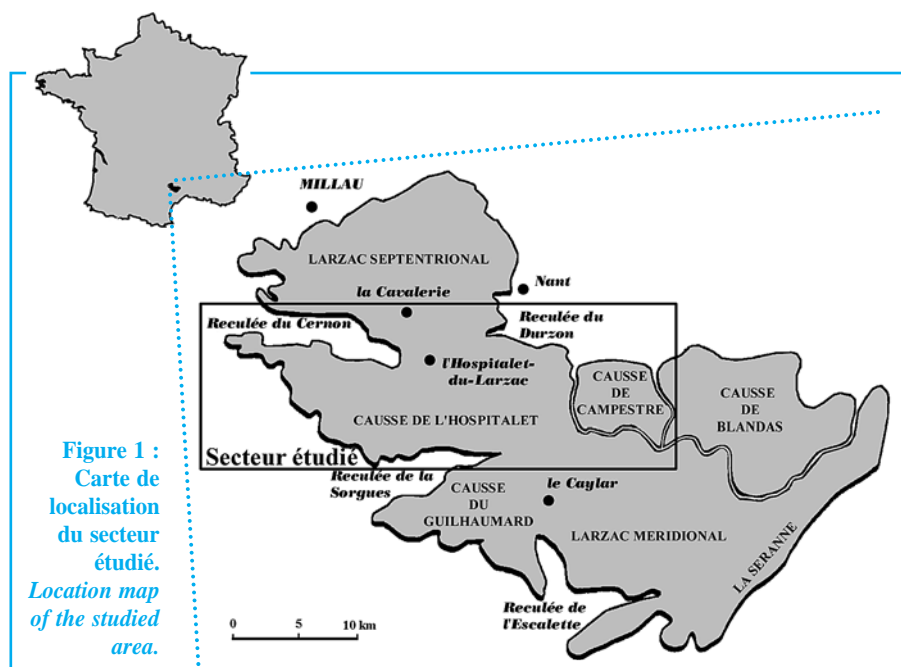 MILLAU
LARZAC SEPTENTRIONAL
Nant
la Cavalerie
Reculée du Cernon
Reculée du
Durzon
l'Hospitalet-
du-Larzac
CAUSSE
DE
CAMPESTRE
CAUSSE
DE
BLANDAS
CAUSSE DE L'HOSPITALET
Secteur étudié
Reculée de la
Sorgues
le Caylar
CAUSSE
DU
GUILHAUMARD
LARZAC MERIDIONAL
LA SERANNE
Reculée de
l'Escalette
0 5 10 km
Figure 1 :
Carte de
localisation
du secteur
étudié.
Location map
of the studied
area.